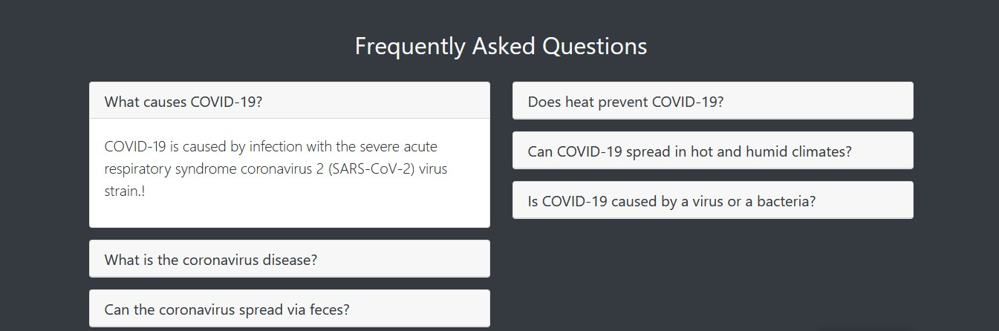 Frequently Asked Questions
What causes COVID-19?
COVID-19 is caused by infection with the severe acute
respiratory syndrome coronavirus 2 (SARS-CoV-2) virus
strain.!
What is the coronavirus disease?
Can the coronavirus spread via feces?
Does heat prevent COVID-19?
Can COVID-19 spread in hot and humid climates?
Is COVID-19 caused by a virus or a bacteria?